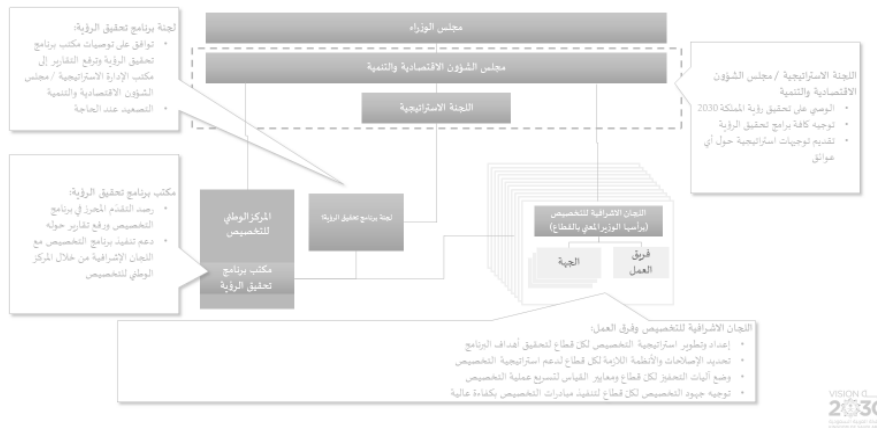 مجلس الوزراء
مجلس الشؤون الاقتصادية والتنمية
اللجنة الاستراتيجية
اللجنة الاستراتيجية / مجلس الشؤون
الاقتصادية والتنمية
• الوصي على تحقيق رؤية المملكة 2030
• توجيه كافة برامج تحقيق الرؤية
• تقديم توجيهات استراتيجية حول أي
عوائق
لجنة برنامج تحقيق الرؤية:
• توافق على توصيات مكتب برنامج
تحقيق الرؤية وترفع التقارير إلى
مكتب الإدارة الاستراتيجية / مجلس
الشؤون الاقتصادية والتنمية
• التصعيد عند الحاجة
اللجان الاشرافية للتخصيص
(يرأسها الوزير المعني بالقطاع)
فريق
العمل
الجهة
لجنة برنامج تحقيق الرؤية
المركز الوطني
للتخصيص
مكتب برنامج
تحقيق الرؤية
مكتب برنامج تحقيق الرؤية:
• رصد التقدّم المحرز في برنامج
التخصيص ورفع تقارير حوله
• دعم تنفيذ برنامج التخصيص مع
اللجان الإشرافية من خلال المركز
الوطني للتخصيص
اللجان الاشرافية للتخصيص وفرق العمل:
• إعداد وتطوير استراتيجية التخصيص لكل قطاع لتحقيق أهداف البرنامج
• تحديد الإصلاحات والأنظمة اللازمة لكل قطاع لدعم استراتيجية التخصيص
• وضع آليات التحفيز لكل قطاع ومعايير القياس لتسريع عملية التخصيص
• توجيه جهود التخصيص لكل قطاع لتنفيذ مبادرات التخصيص بكفاءة عالية
VISION
2030